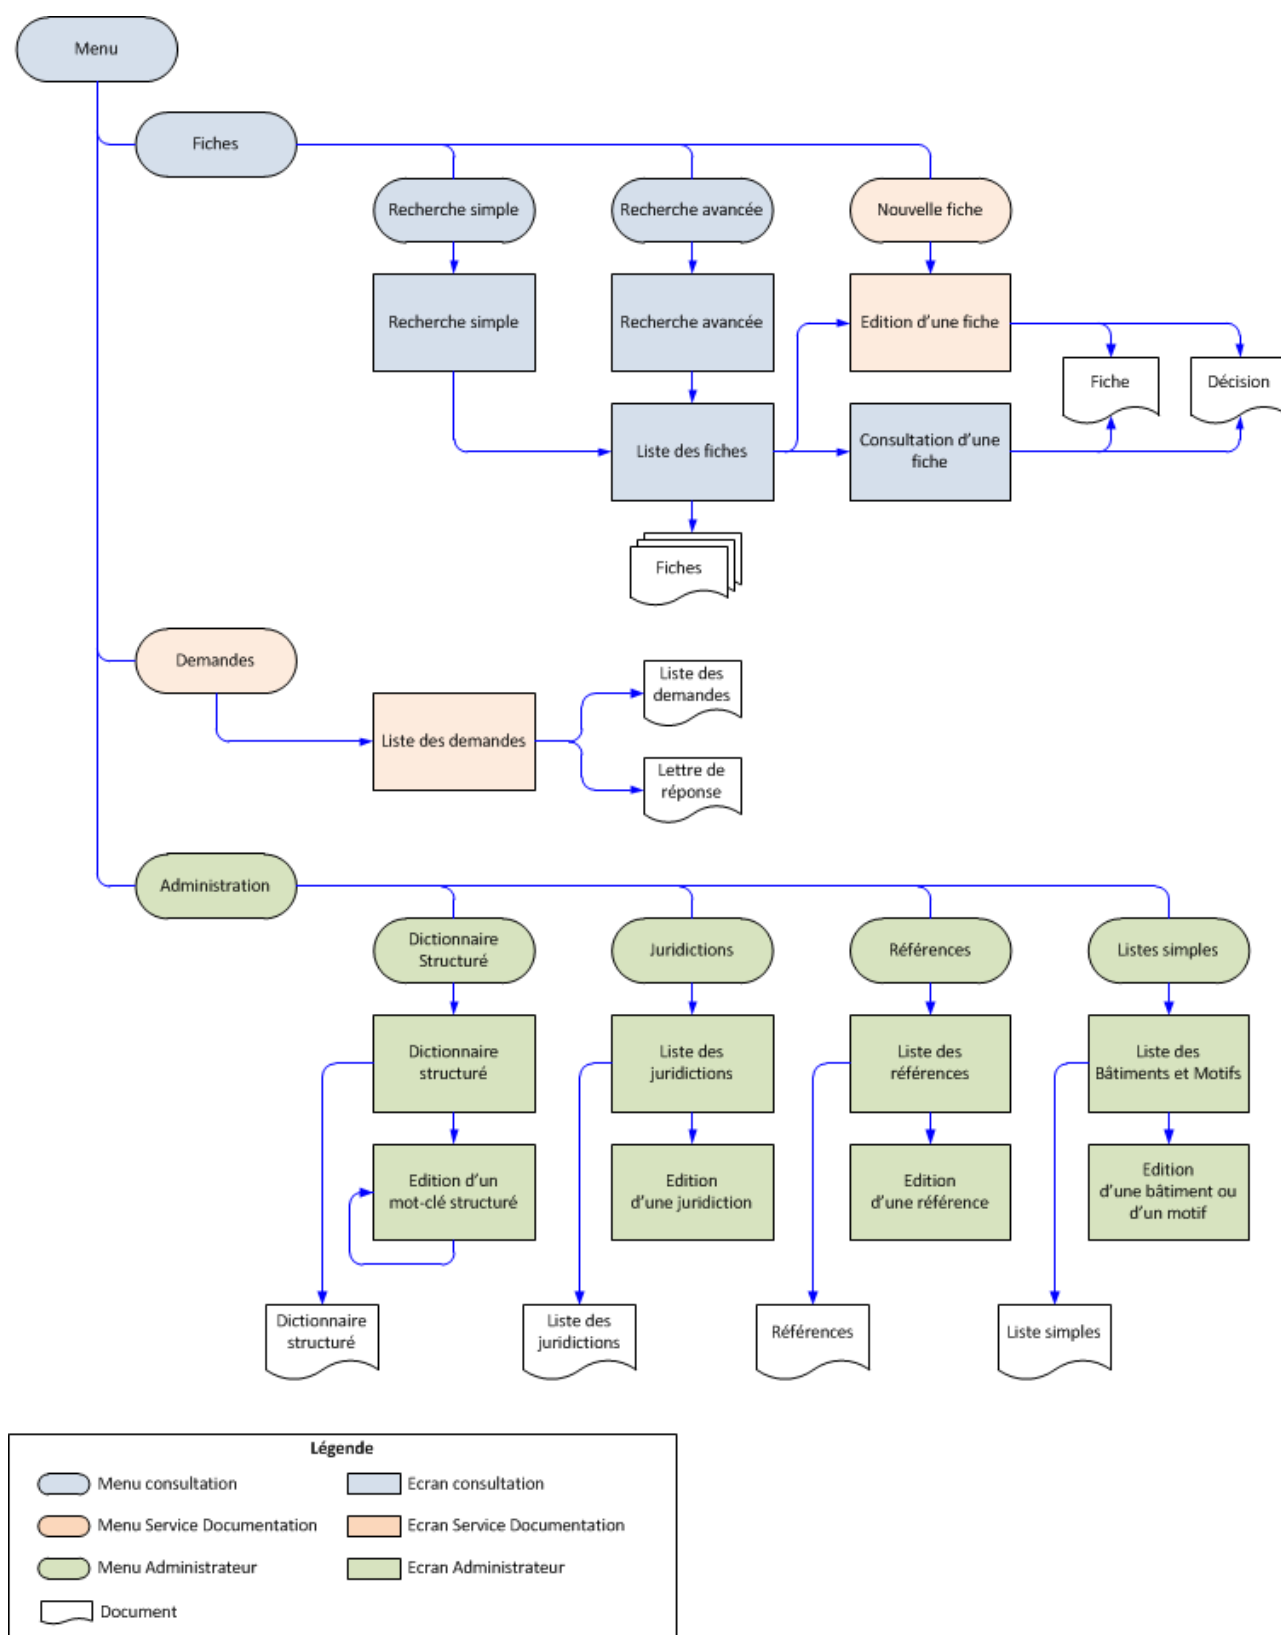 Menu
Fiches
Recherche simple
Recherche avancée
Nouvelle fiche
Recherche simple
Recherche avancée
Edition d'une fiche
Fiche
Décision
Liste des fiches
Consultation d'une
fiche
Fiches
Demandes
Liste des demandes
Liste des
demandes
Lettre de
réponse
Administration
Dictionnaire
Structuré
Juridictions
Références
Listes simples
Dictionnaire
structuré
Liste des
juridictions
Liste des
références
Liste des
Bâtiments et Motifs
Edition d'un
mot-clé structuré
Edition
d'une juridiction
Edition
d'une référence
Edition
d'une bâtiment ou
d'un motif
Dictionnaire
structuré
Liste des
juridictions
Références
Liste simples
Légende
Menu consultation
Ecran consultation
Menu Service Documentation
Ecran Service Documentation
Menu Administrateur
Ecran Administrateur
Document